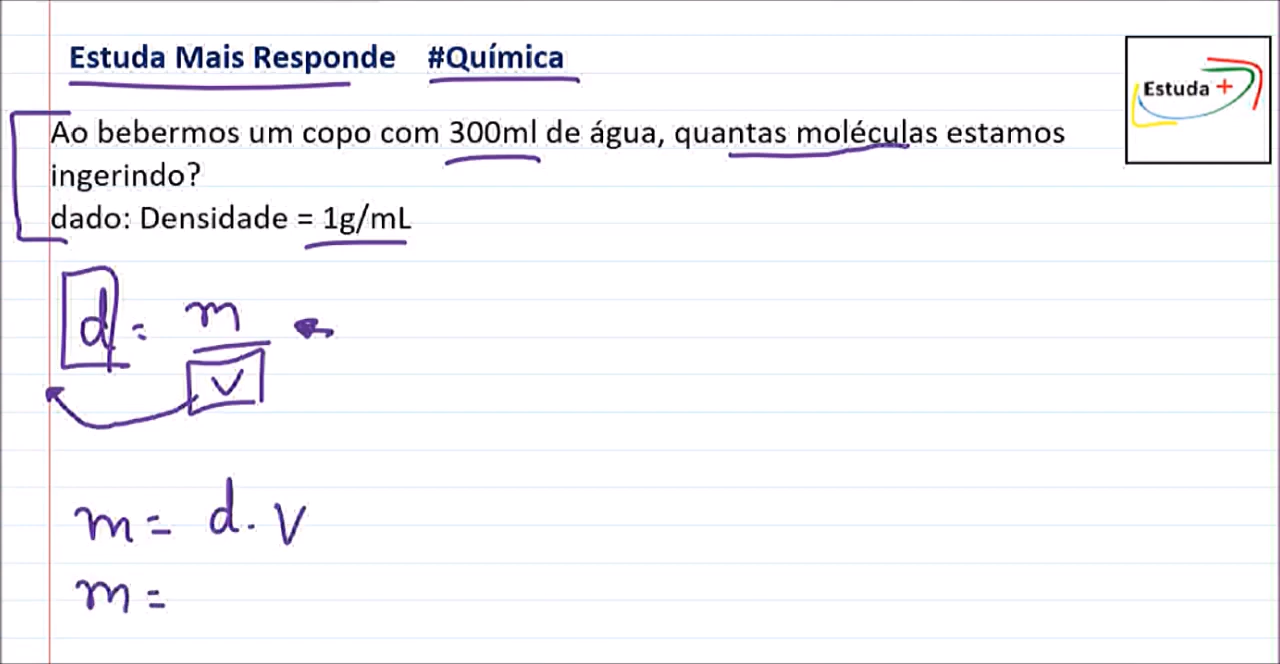 Estuda Mais Responde #Química
Estuda +
Ao bebermos um copo com 300ml de água, quantas moléculas estamos
ingerindo?
dado: Densidade = 1g/mL
d = m
v
m = d . v
m =